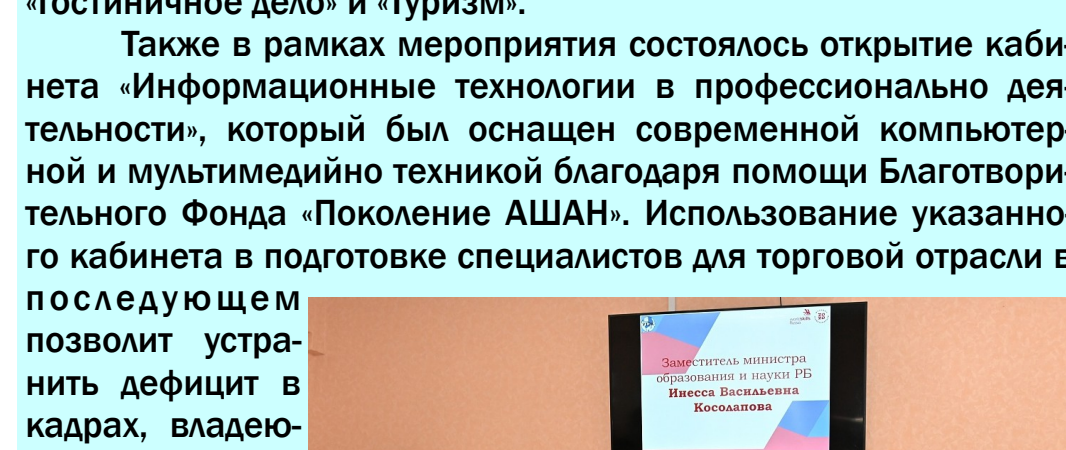 «Гостиничное дело» и «Туризм».
Также в рамках мероприятия состоялось открытие каби-
нета «Информационные технологии в профессионально дея-
тельности», который был оснащен современной компьютер-
ной и мультимедийно техникой благодаря помощи Благотвори-
тельного Фонда «Поколение АШАН». Использование указанно-
го кабинета в подготовке специалистов для торговой отрасли в
последующем
позволит устра-
нить дефицит в
кадрах, владею-
Заместитель министра
образования и науки РБ
Инесса Васильевна
Косолапова